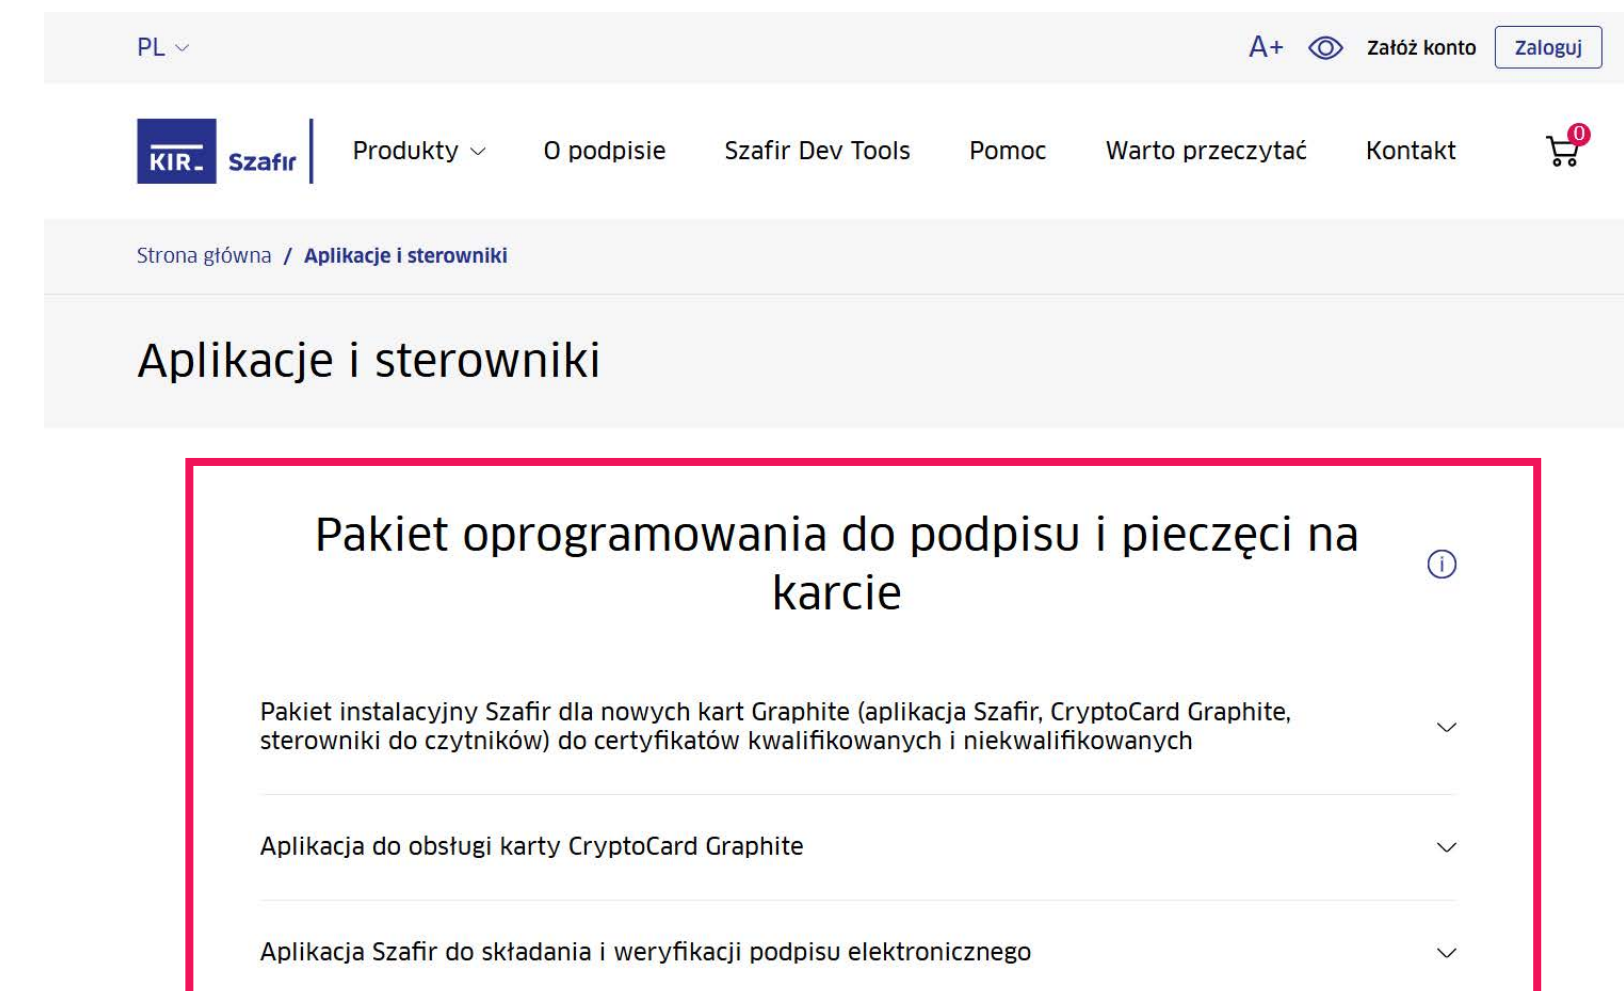 PL
A+ Załóż konto Zaloguj
KIR Szafir Produkty O podpisie Szafir Dev Tools Pomoc Warto przeczytać Kontakt 0
Strona główna / Aplikacje i sterowniki
Aplikacje i sterowniki
Pakiet oprogramowania do podpisu i pieczęci na
karcie
Pakiet instalacyjny Szafir dla nowych kart Graphite (aplikacja Szafir, CryptoCard Graphite,
sterowniki do czytników) do certyfikatów kwalifikowanych i niekwalifikowanych
Aplikacja do obsługi karty CryptoCard Graphite
Aplikacja Szafir do składania i weryfikacji podpisu elektronicznego